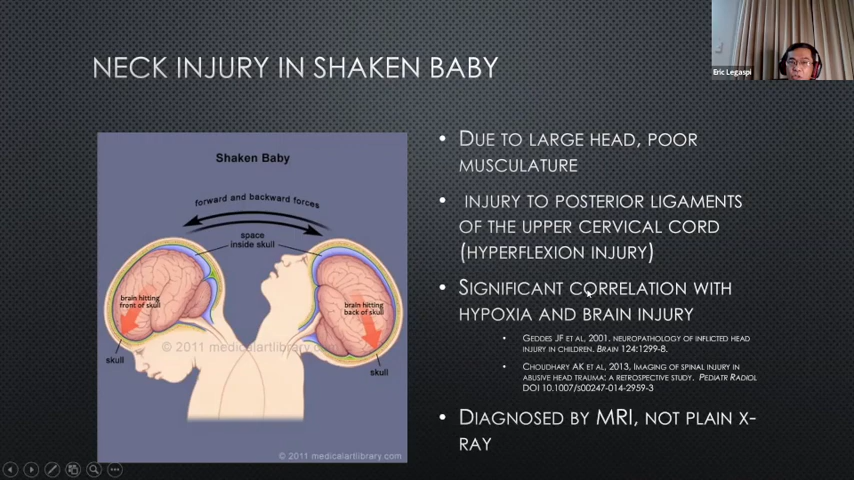 NECK INJURY IN SHAKEN BABY
Eric Legaspi
Shaken Baby
forward and backward forces
space
inside skull
brain hitting
front of skull
brain hitting
back of skull
© 2011 medicalartlibrary.com
skull
skull
© 2011 medicalartlibrary.com
• DUE TO LARGE HEAD, POOR
MUSCULATURE
• INJURY TO POSTERIOR LIGAMENTS
OF THE UPPER CERVICAL CORD
(HYPERFLEXION INJURY)
• SIGNIFICANT CORRELATION WITH
HYPOXIA AND BRAIN INJURY
• GEDDES JF ET AL, 2001. NEUROPATHOLOGY OF INFLICTED HEAD
INJURY IN CHILDREN. BRAIN 124:1299-8.
• CHOUDHARY AK ET AL, 2013, IMAGING OF SPINAL INJURY IN
ABUSIVE HEAD TRAUMA: A RETROSPECTIVE STUDY. PEDIATR RADIOL
DOI 10.1007/S00247-014-2959-3
• DIAGNOSED BY MRI, NOT PLAIN X-
RAY